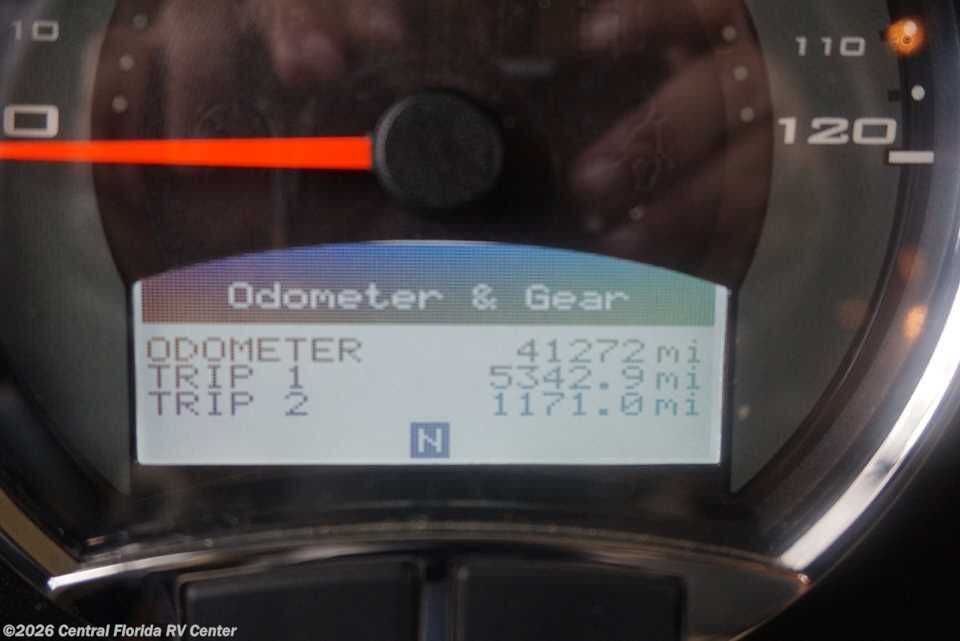 10
110
0
120
Odometer & Gear
ODOMETER 41272 mi
TRIP 1 5342.9 mi
TRIP 2 1171.0 mi
N
©2026 Central Florida RV Center